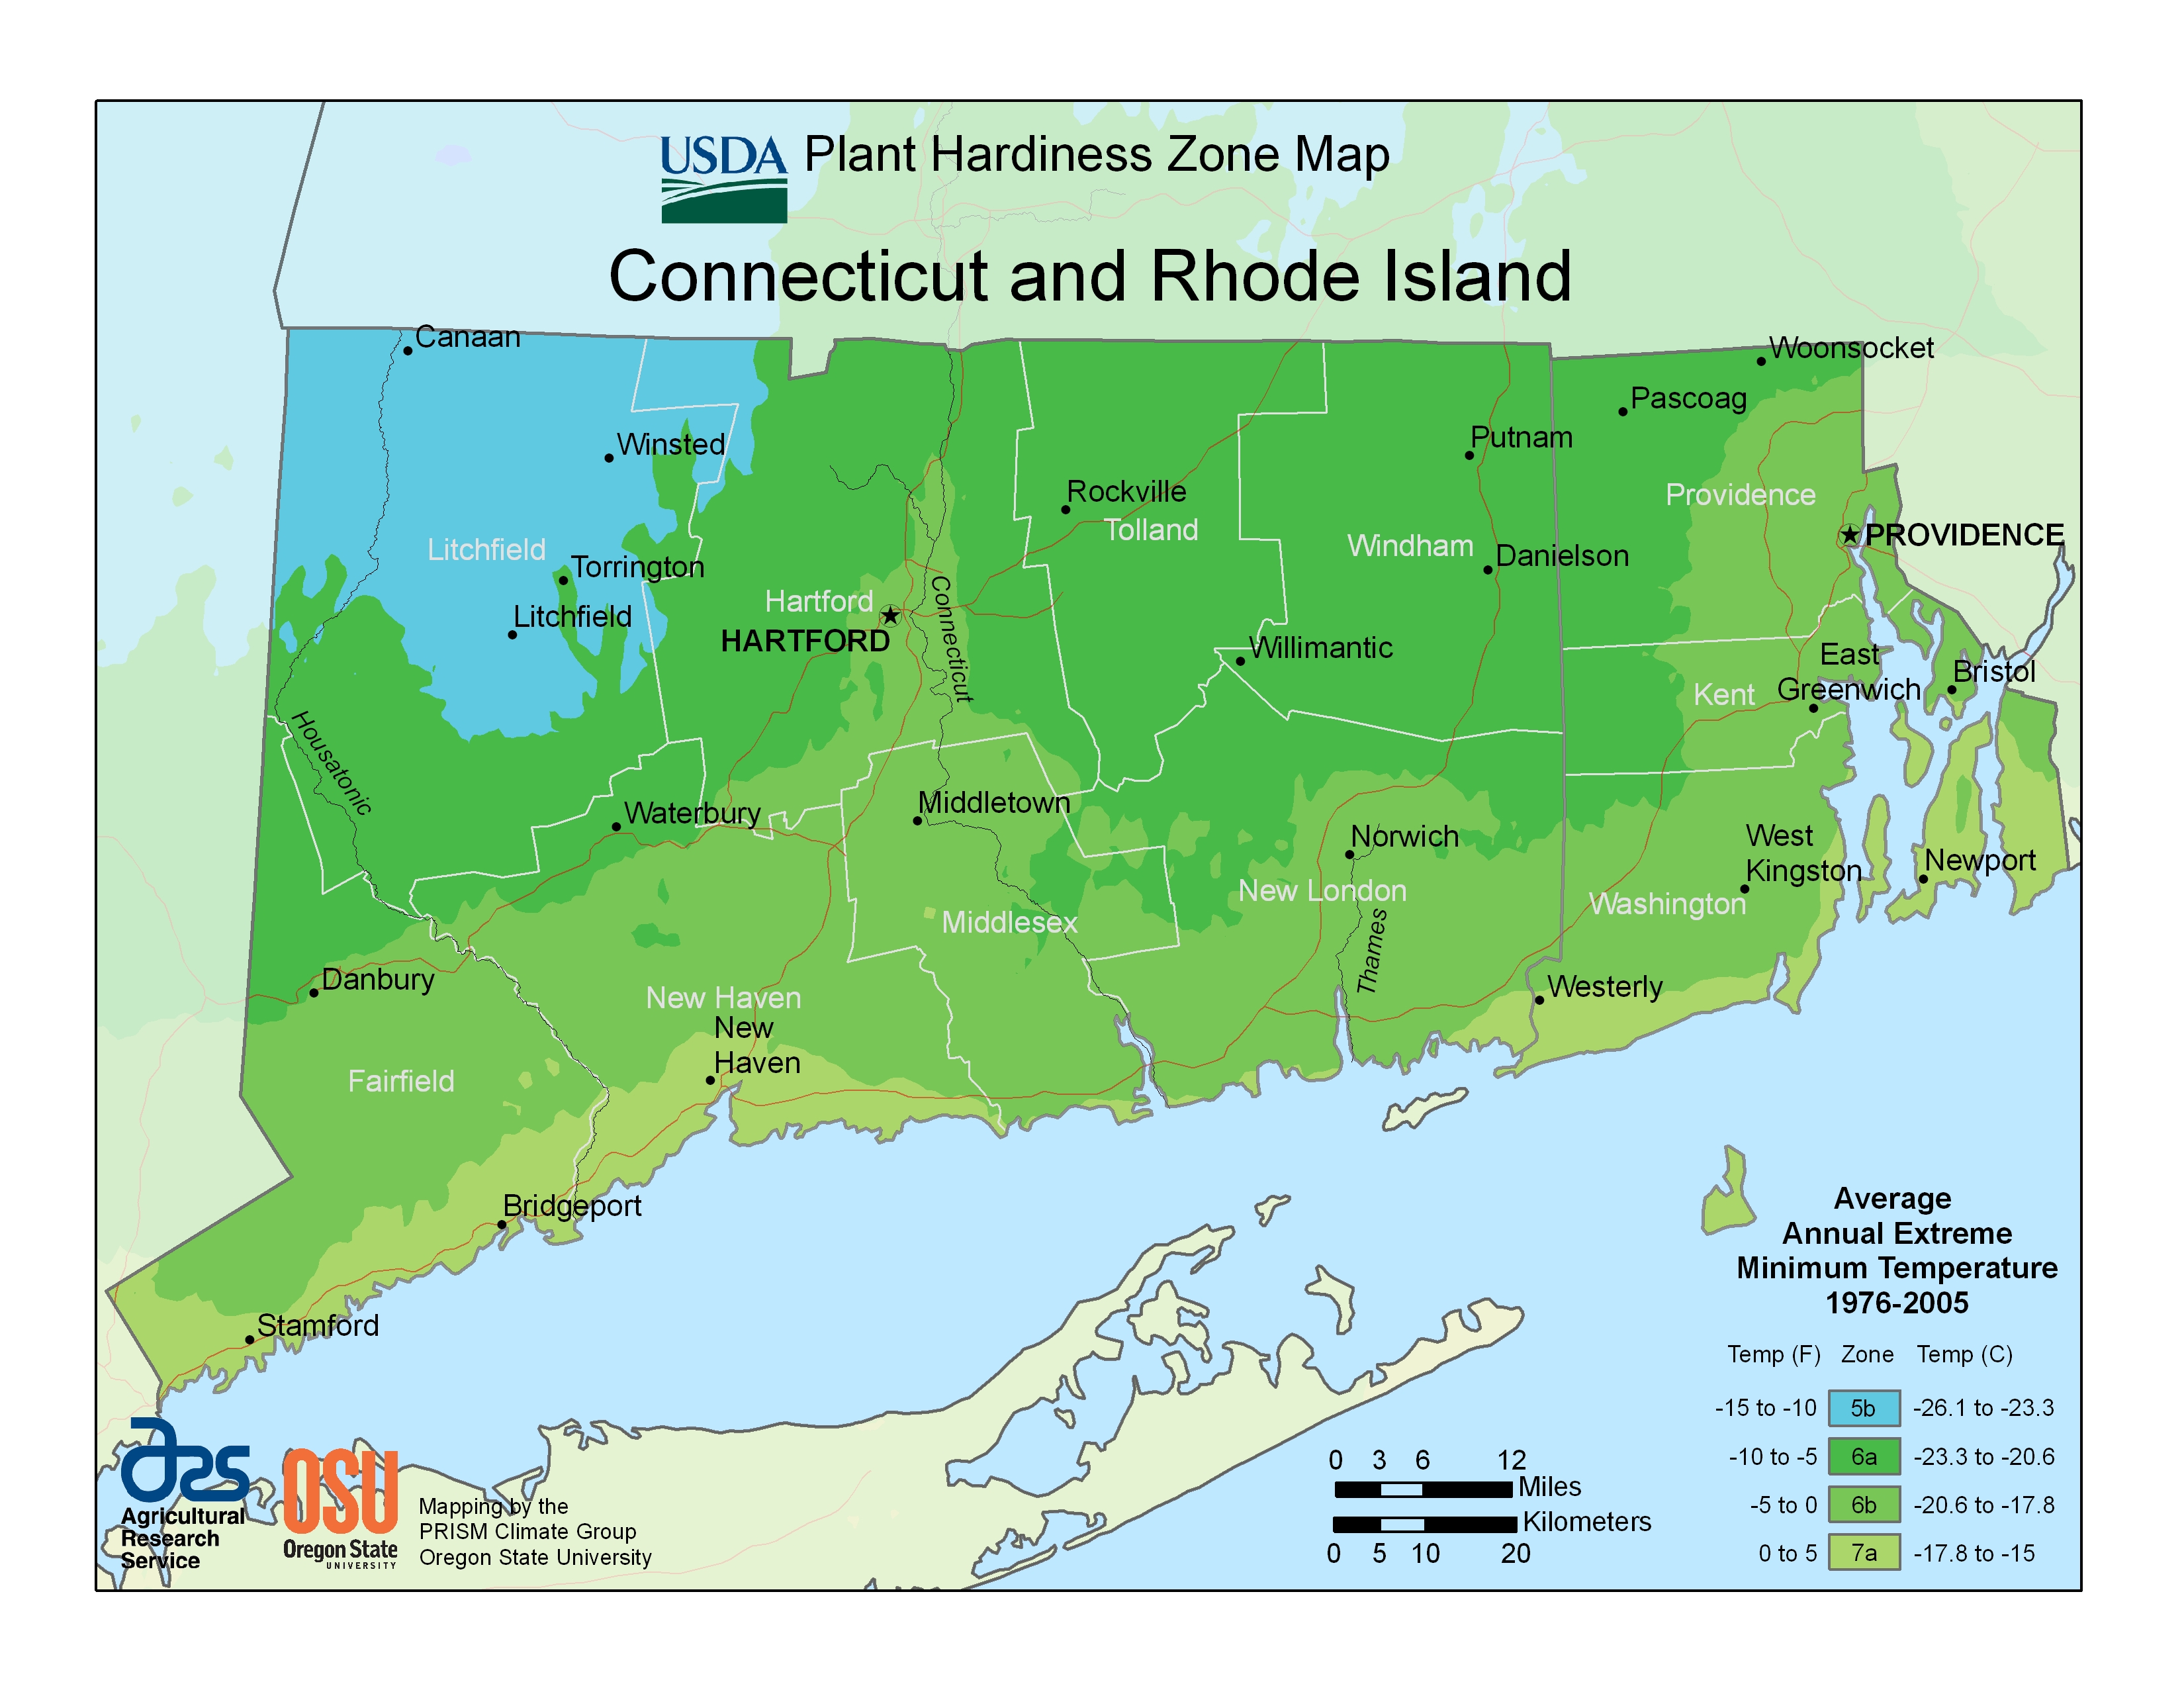 USDA Plant Hardiness Zone Map
Connecticut and Rhode Island
Canaan
Woonsocket
Pascoag
Winsted
Putnam
Rockville
Providence
Tolland
PROVIDENCE
Litchfield
Windham
Danielson
Torrington
Hartford
Connecticut
Litchfield
HARTFORD
Willimantic
East
Greenwich
Bristol
Kent
Housatonic
Middletown
Waterbury
Norwich
West
Kingston
Newport
New London
Washington
Middlesex
Thames
Danbury
Westerly
New Haven
New
Haven
Fairfield
Bridgeport
Stamford
Average
Annual Extreme
Minimum Temperature
1976-2005
Temp (F) Zone Temp (C)
-15 to -10 5b -26.1 to -23.3
-10 to -5 6a -23.3 to -20.6
-5 to 0 6b -20.6 to -17.8
0 to 5 7a -17.8 to -15
0 3 6 12
Miles
Kilometers
0 5 10 20
ars
Agricultural
Research
Service
OSU
Oregon State
UNIVERSITY
Mapping by the
PRISM Climate Group
Oregon State University